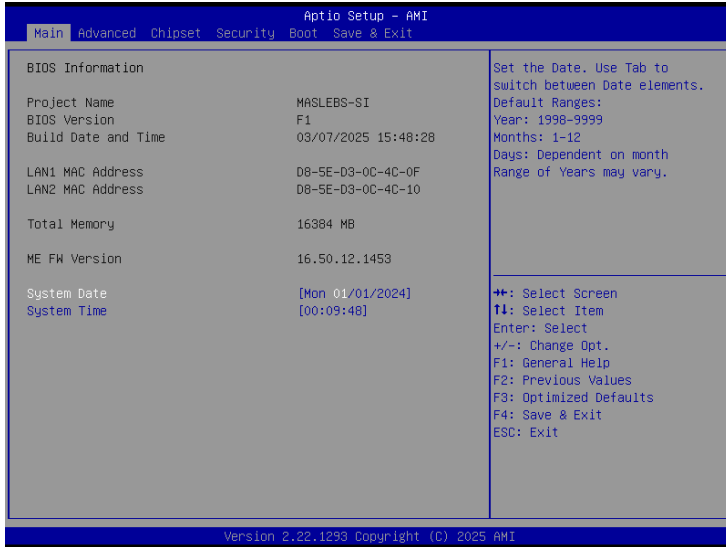 Aptio Setup - AMI
Main Advanced Chipset Security Boot Save & Exit
BIOS Information
Project Name MASLEBS-SI
BIOS Version F1
Build Date and Time 03/07/2025 15:48:28
LAN1 MAC Address D8-5E-D3-0C-4C-0F
LAN2 MAC Address D8-5E-D3-0C-4C-10
Total Memory 16384 MB
ME FW Version 16.50.12.1453
System Date [Mon 01/01/2024]
System Time [00:09:48]
Set the Date. Use Tab to
switch between Date elements.
Default Ranges:
Year: 1998-9999
Months: 1-12
Days: Dependent on month
Range of Years may vary.
→←: Select Screen
↑↓: Select Item
Enter: Select
+/-: Change Opt.
F1: General Help
F2: Previous Values
F3: Optimized Defaults
F4: Save & Exit
ESC: Exit
Version 2.22.1293 Copyright (C) 2025 AMI